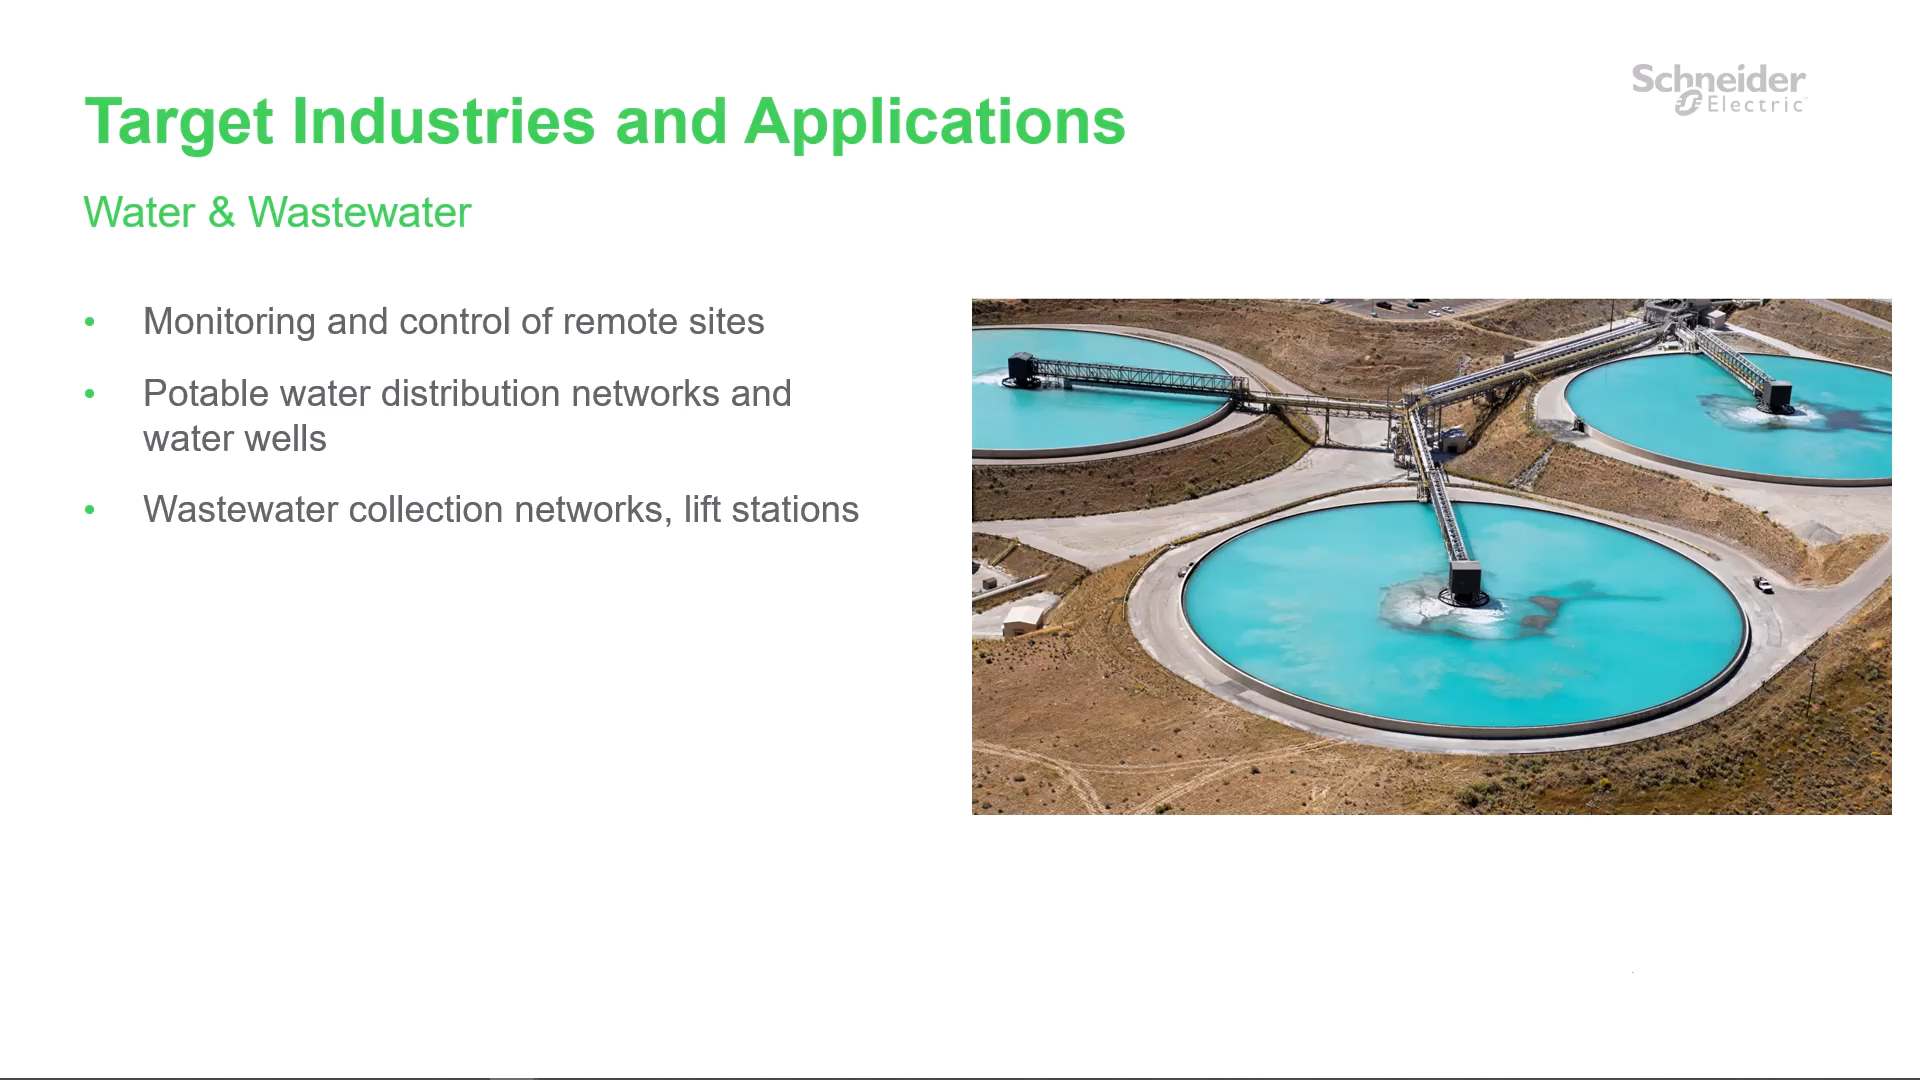 Schneider
Electric
Target Industries and Applications
Water & Wastewater
• Monitoring and control of remote sites
• Potable water distribution networks and
water wells
• Wastewater collection networks, lift stations